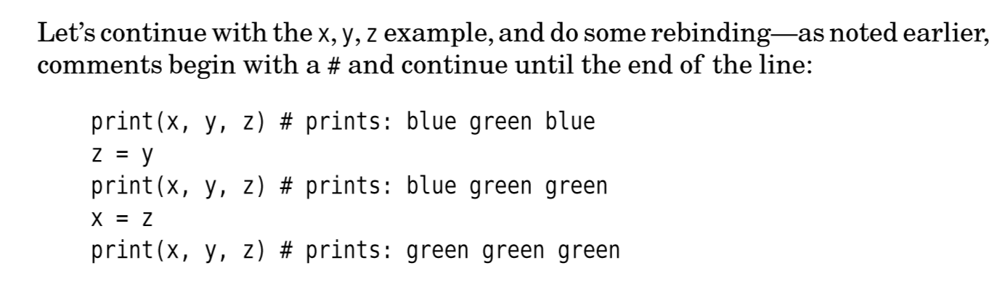 Let’s continue with the x, y, z example, and do some rebinding—as noted earlier,
comments begin with a # and continue until the end of the line:
print(x, y, z) # prints: blue green blue
z = y
print(x, y, z) # prints: blue green green
x = z
print(x, y, z) # prints: green green green